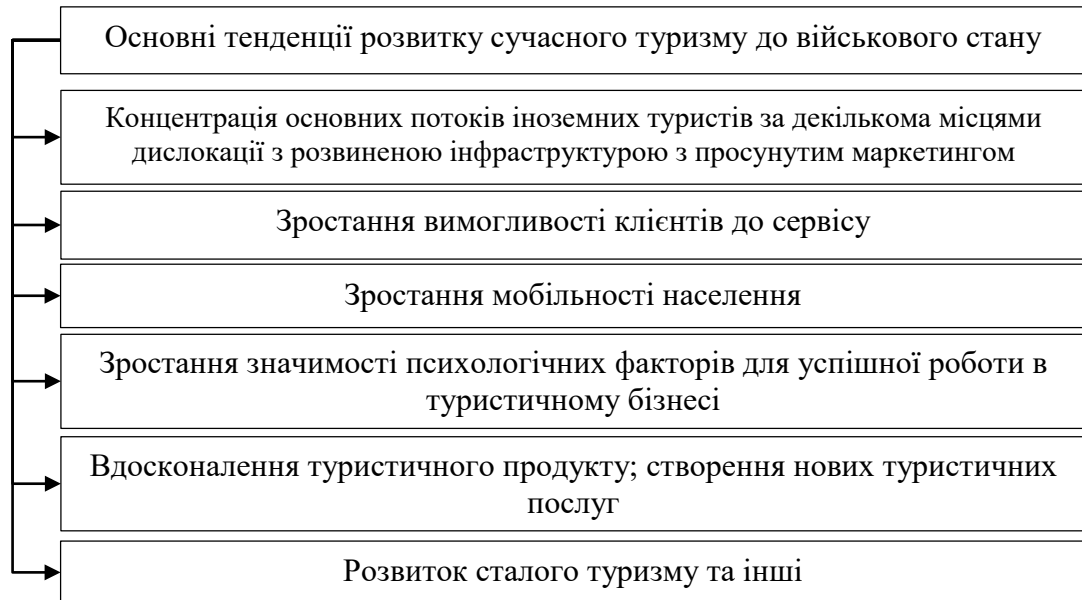 Основні тенденції розвитку сучасного туризму до військового стану
Концентрація основних потоків іноземних туристів за декількома місцями
дислокації з розвиненою інфраструктурою з просунутим маркетингом
Зростання вимогливості клієнтів до сервісу
Зростання мобільності населення
Зростання значимості психологічних факторів для успішної роботи в
туристичному бізнесі
Вдосконалення туристичного продукту; створення нових туристичних
послуг
Розвиток сталого туризму та інші